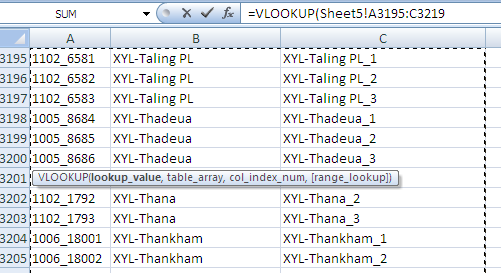 SUM =VLOOKUP(Sheet5!A3195:C3219
A B C
3195 1102_6581 XYL-Taling PL XYL-Taling PL_1
3196 1102_6582 XYL-Taling PL XYL-Taling PL_2
3197 1102_6583 XYL-Taling PL XYL-Taling PL_3
3198 1005_8684 XYL-Thadeua XYL-Thadeua_1
3199 1005_8685 XYL-Thadeua XYL-Thadeua_2
3200 1005_8686 XYL-Thadeua XYL-Thadeua_3
3201 VLOOKUP(lookup_value, table_array, col_index_num, [range_lookup])
3202 1102_1792 XYL-Thana XYL-Thana_2
3203 1102_1793 XYL-Thana XYL-Thana_3
3204 1006_18001 XYL-Thankham XYL-Thankham_1
3205 1006_18002 XYL-Thankham XYL-Thankham_2